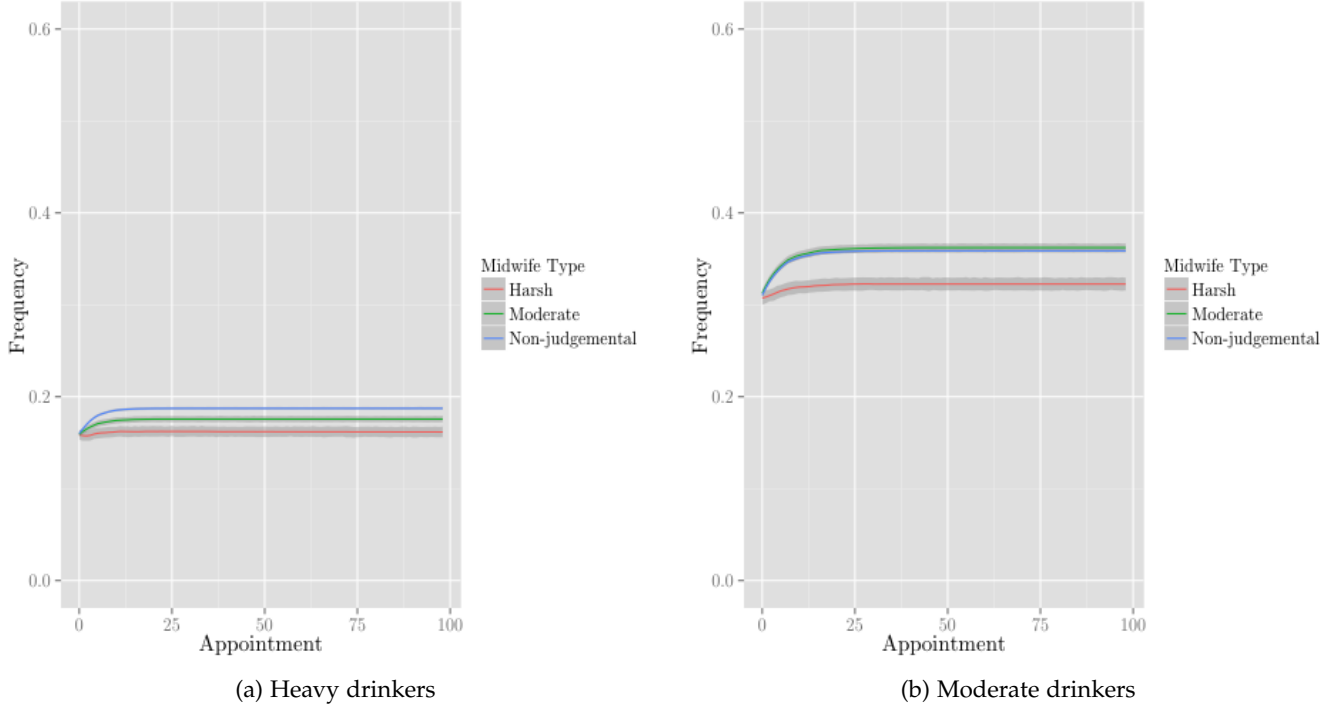 0.6
0.4
0.2
0.0
Frequency
0 25 50 75 100
Appointment
Midwife Type
Harsh
Moderate
Non-judgemental
(a) Heavy drinkers
0.6
0.4
0.2
0.0
Frequency
0 25 50 75 100
Appointment
Midwife Type
Harsh
Moderate
Non-judgemental
(b) Moderate drinkers